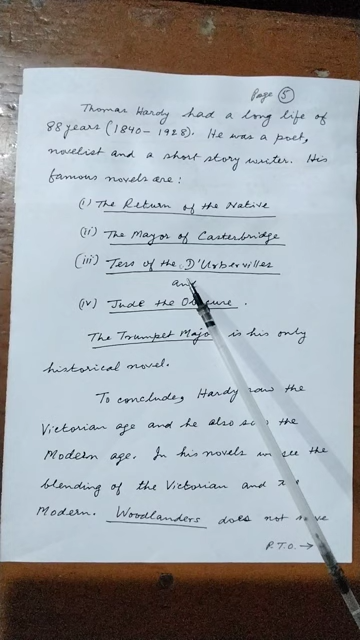 Page 5
Thomas Hardy had a long life of
88 years (1840 - 1928). He was a poet,
novelist and a short story writer. His
famous novels are:
(i) The Return of the Native
(ii) The Mayor of Casterbridge
(iii) Tess of the D'Urbervilles
and
(iv) Jude the Obscure.
The Trumpet Major is his only
historical novel.
To conclude, Hardy saw the
Victorian age and he also saw the
Modern age. In his novels we see the
blending of the Victorian and the
Modern. Woodlanders does not
P.T.O. →